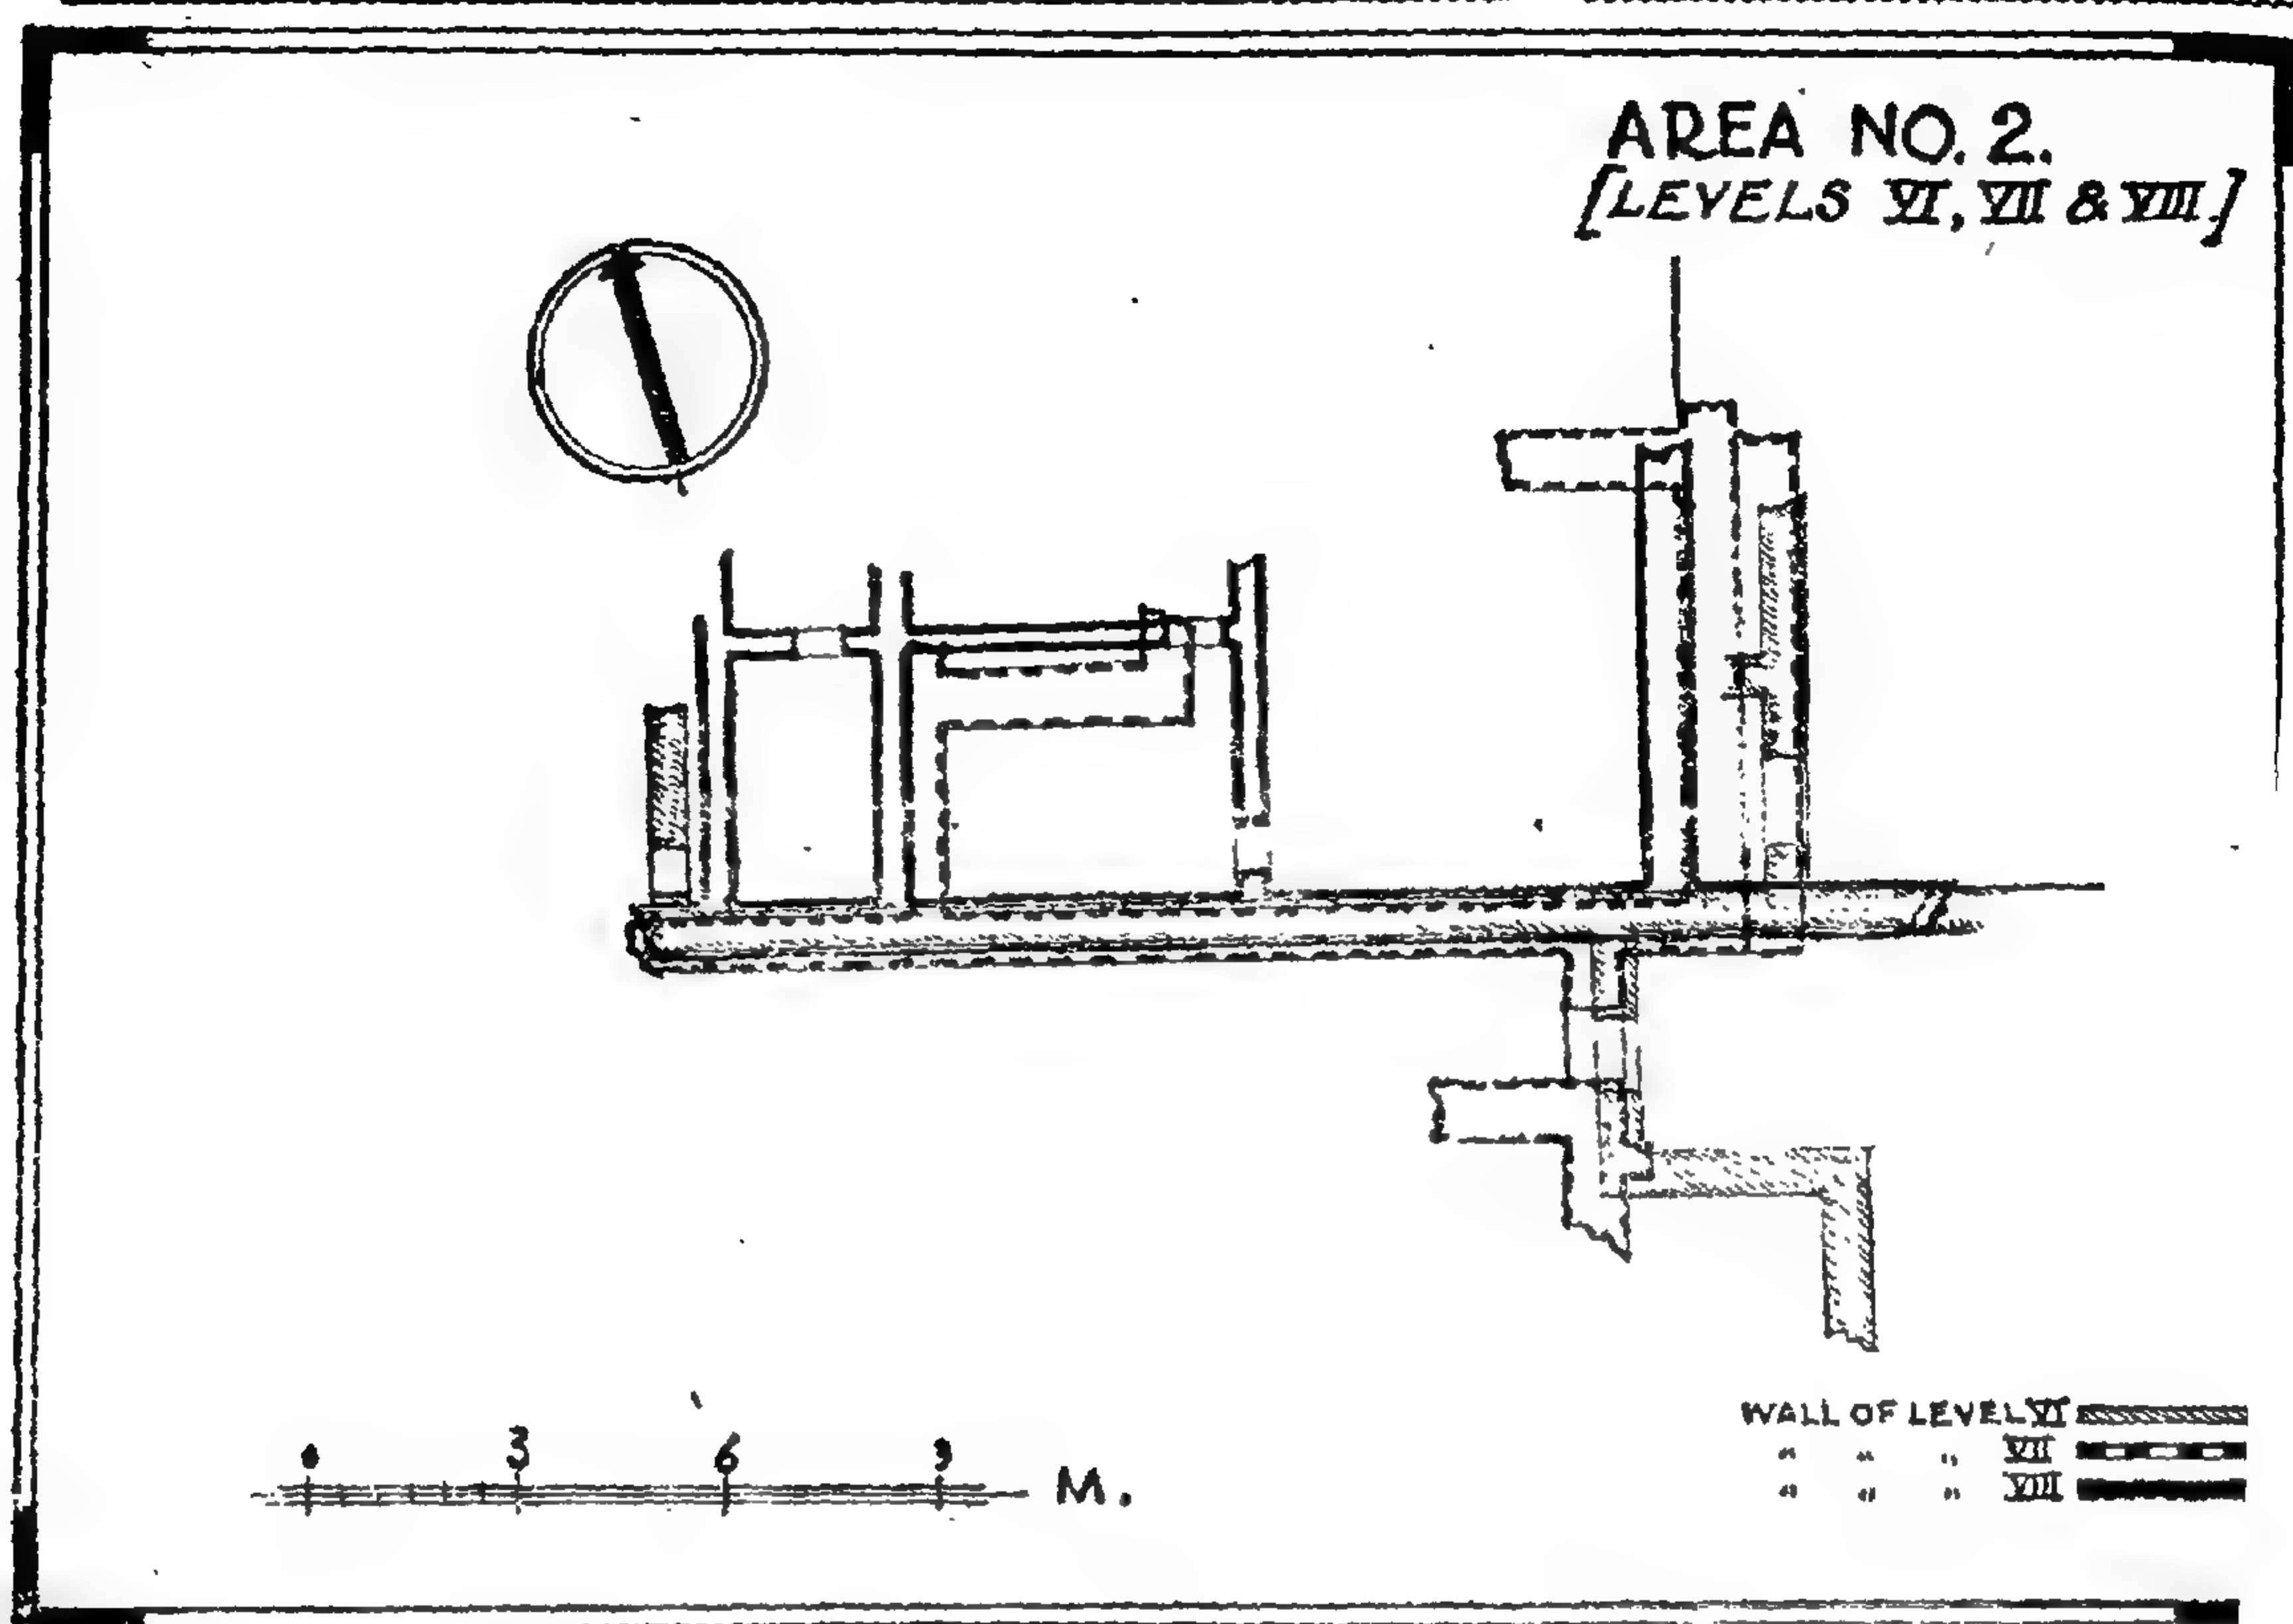 AREA NO. 2.
[LEVELS VI, VII & VIII.]
0 3 6 9 M.
WALL OF LEVEL VI
" " " VII
" " " VIII